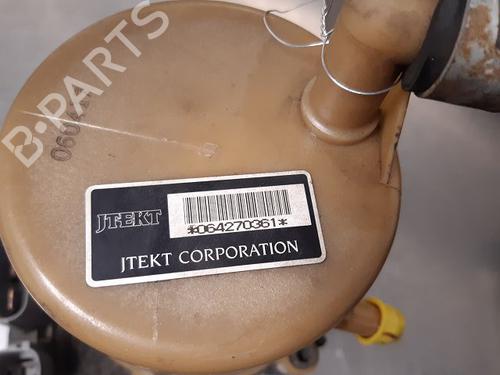 B-PARTS
JTEKT
*064270361*
JTEKT CORPORATION